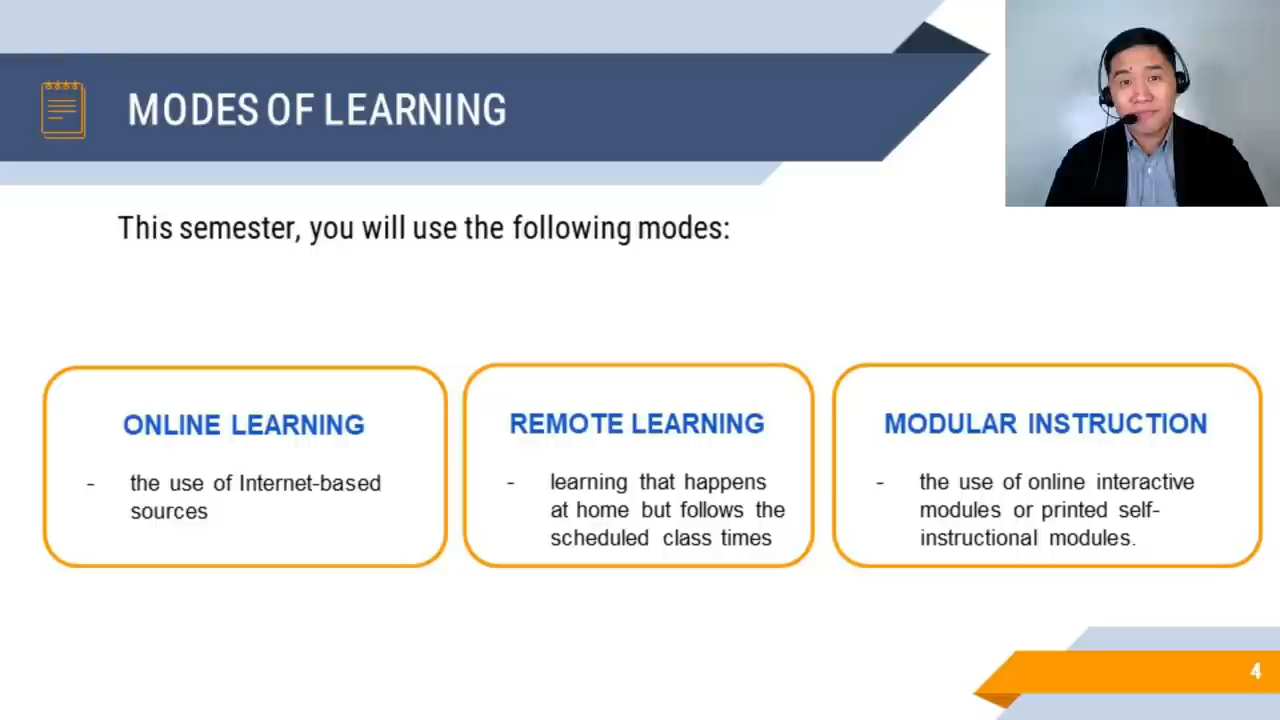 MODES OF LEARNING
This semester, you will use the following modes:
ONLINE LEARNING
- the use of Internet-based
sources
REMOTE LEARNING
- learning that happens
at home but follows the
scheduled class times
MODULAR INSTRUCTION
- the use of online interactive
modules or printed self-
instructional modules.
4